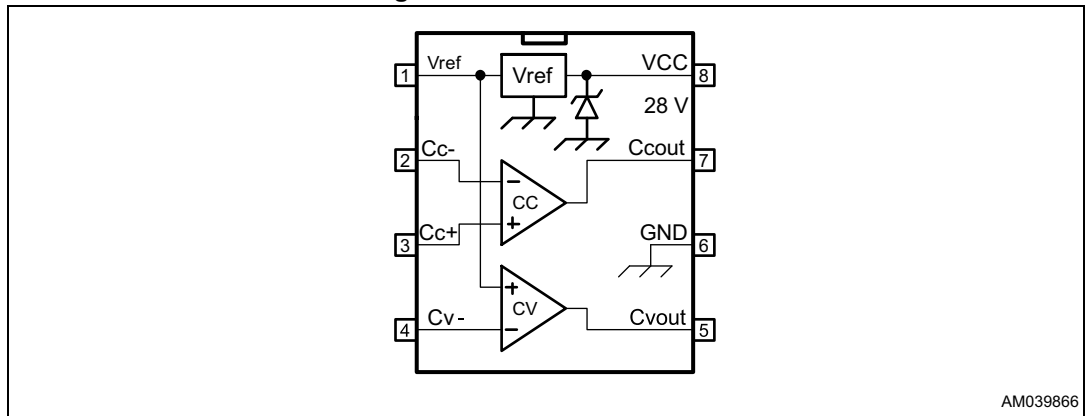 1 Vref Vref VCC 8
28 V
2 Cc- Ccout 7
CC
3 Cc+ GND 6
CV
4 Cv- Cvout 5
AM039866